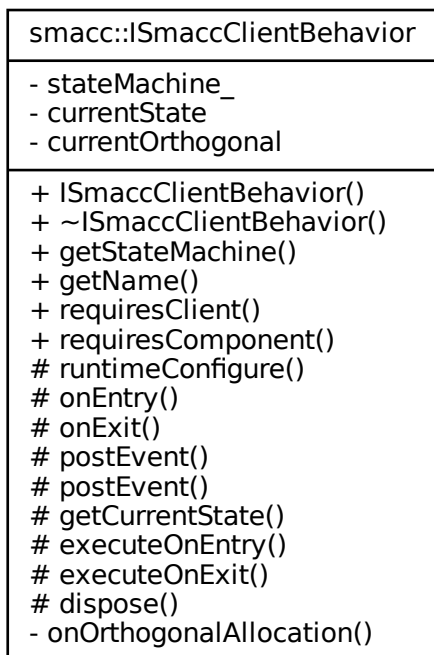 smacc::ISmaccClientBehavior
- stateMachine_
- currentState
- currentOrthogonal
+ ISmaccClientBehavior()
+ ~ISmaccClientBehavior()
+ getStateMachine()
+ getName()
+ requiresClient()
+ requiresComponent()
# runtimeConfigure()
# onEntry()
# onExit()
# postEvent()
# postEvent()
# getCurrentState()
# executeOnEntry()
# executeOnExit()
# dispose()
- onOrthogonalAllocation()